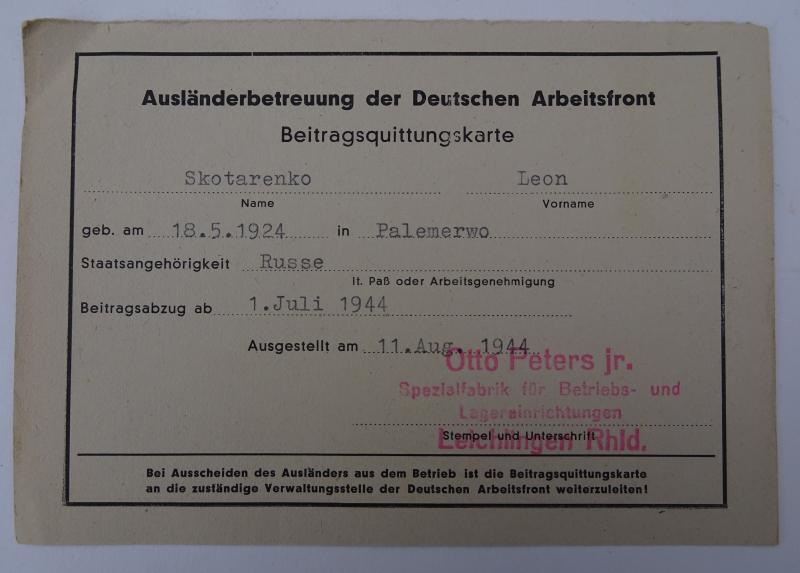 Ausländerbetreuung der Deutschen Arbeitsfront
Beitragsquittungskarte
Skotarenko Leon
Name Vorname
geb. am 18.5.1924 in Palemerwo
Staatsangehörigkeit Russe
lt. Paß oder Arbeitsgenehmigung
Beitragsabzug ab 1.Juli 1944
Ausgestellt am 11.Aug. 1944
Otto Peters jr.
Spezialfabrik für Betriebs- und
Lagereinrichtungen
Leichlingen Rhld.
Stempel und Unterschrift
Bei Ausscheiden des Ausländers aus dem Betrieb ist die Beitragsquittungskarte
an die zuständige Verwaltungsstelle der Deutschen Arbeitsfront weiterzuleiten!